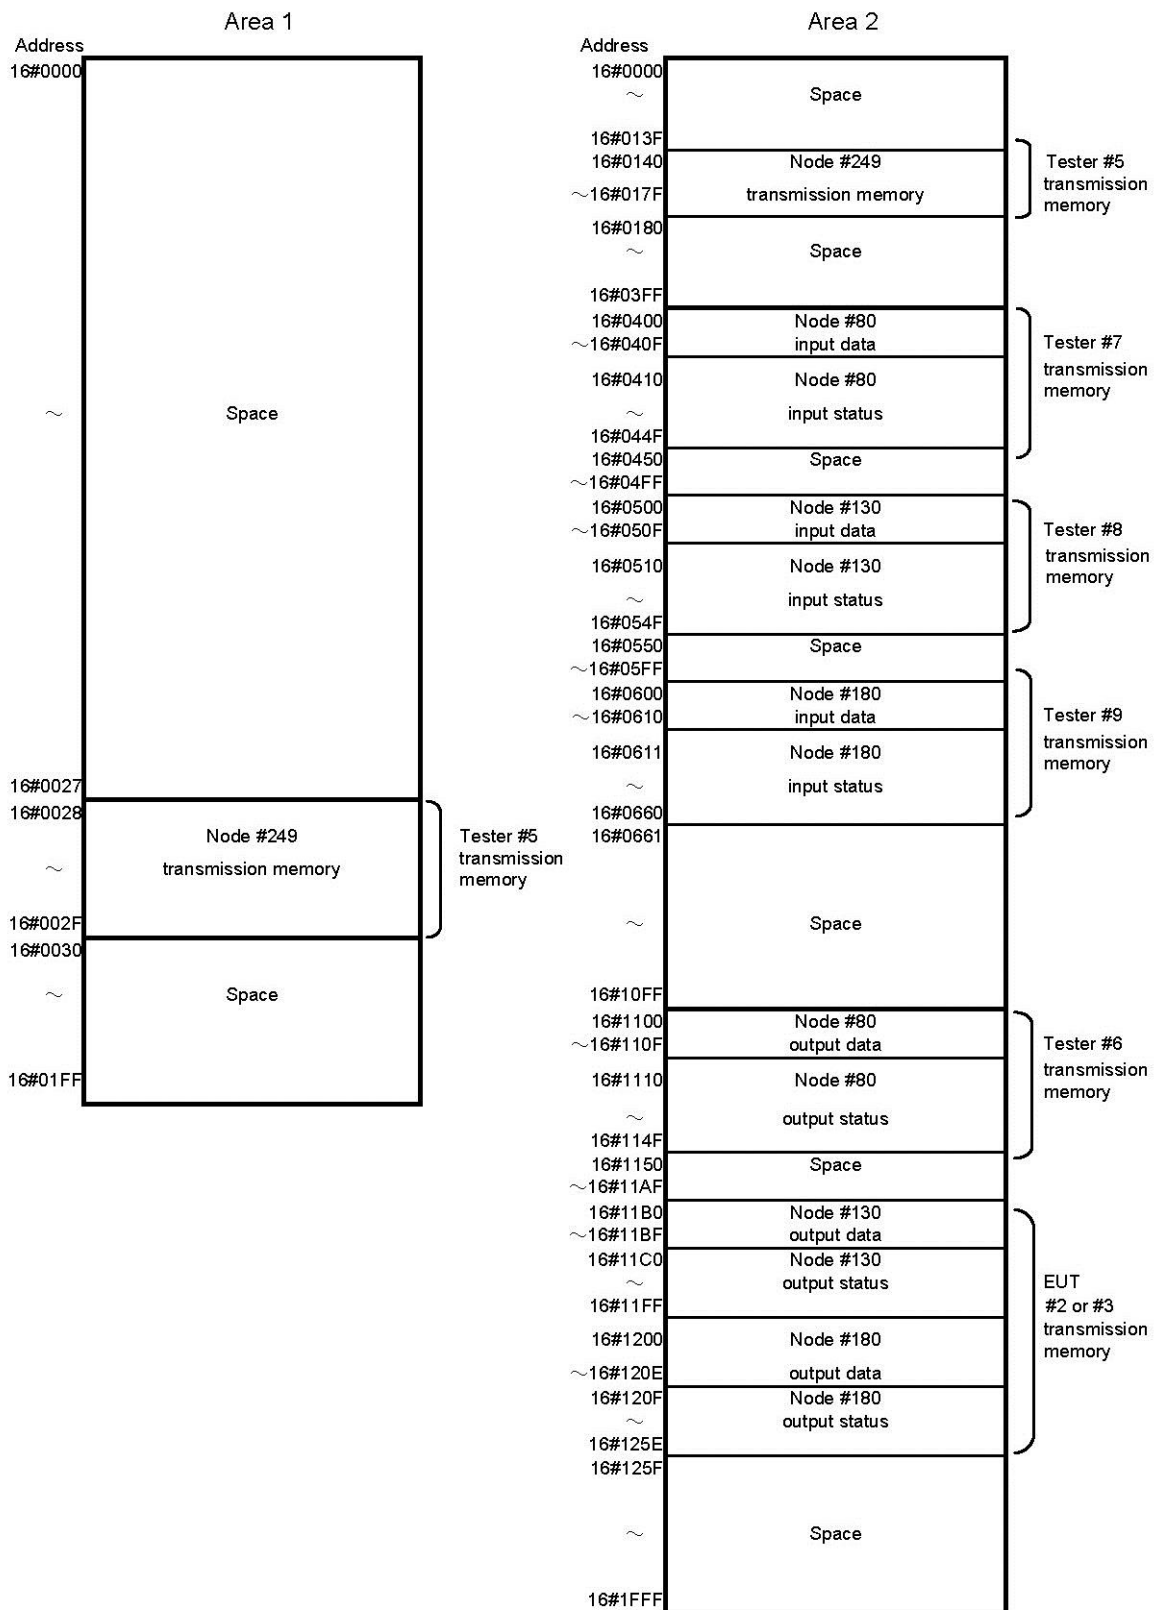 Area 1
Address
16#0000
～
Space
16#0027
16#0028
Node #249
～
transmission memory
16#002F
Tester #5
transmission
memory
16#0030
～
Space
16#01FF
Area 2
Address
16#0000
～
Space
16#013F
16#0140
Node #249
～16#017F
transmission memory
Tester #5
transmission
memory
16#0180
～
Space
16#03FF
16#0400
Node #80
～16#040F
input data
16#0410
Node #80
～
input status
16#044F
Tester #7
transmission
memory
16#0450
Space
～16#04FF
16#0500
Node #130
～16#050F
input data
16#0510
Node #130
～
input status
16#054F
Tester #8
transmission
memory
16#0550
Space
～16#05FF
16#0600
Node #180
～16#0610
input data
16#0611
Node #180
～
input status
16#0660
Tester #9
transmission
memory
16#0661
～
Space
16#10FF
16#1100
Node #80
～16#110F
output data
16#1110
Node #80
～
output status
16#114F
Tester #6
transmission
memory
16#1150
Space
～16#11AF
16#11B0
Node #130
～16#11BF
output data
16#11C0
Node #130
～
output status
16#11FF
16#1200
Node #180
～16#120E
output data
16#120F
Node #180
～
output status
16#125E
EUT
#2 or #3
transmission
memory
16#125F
～
Space
16#1FFF